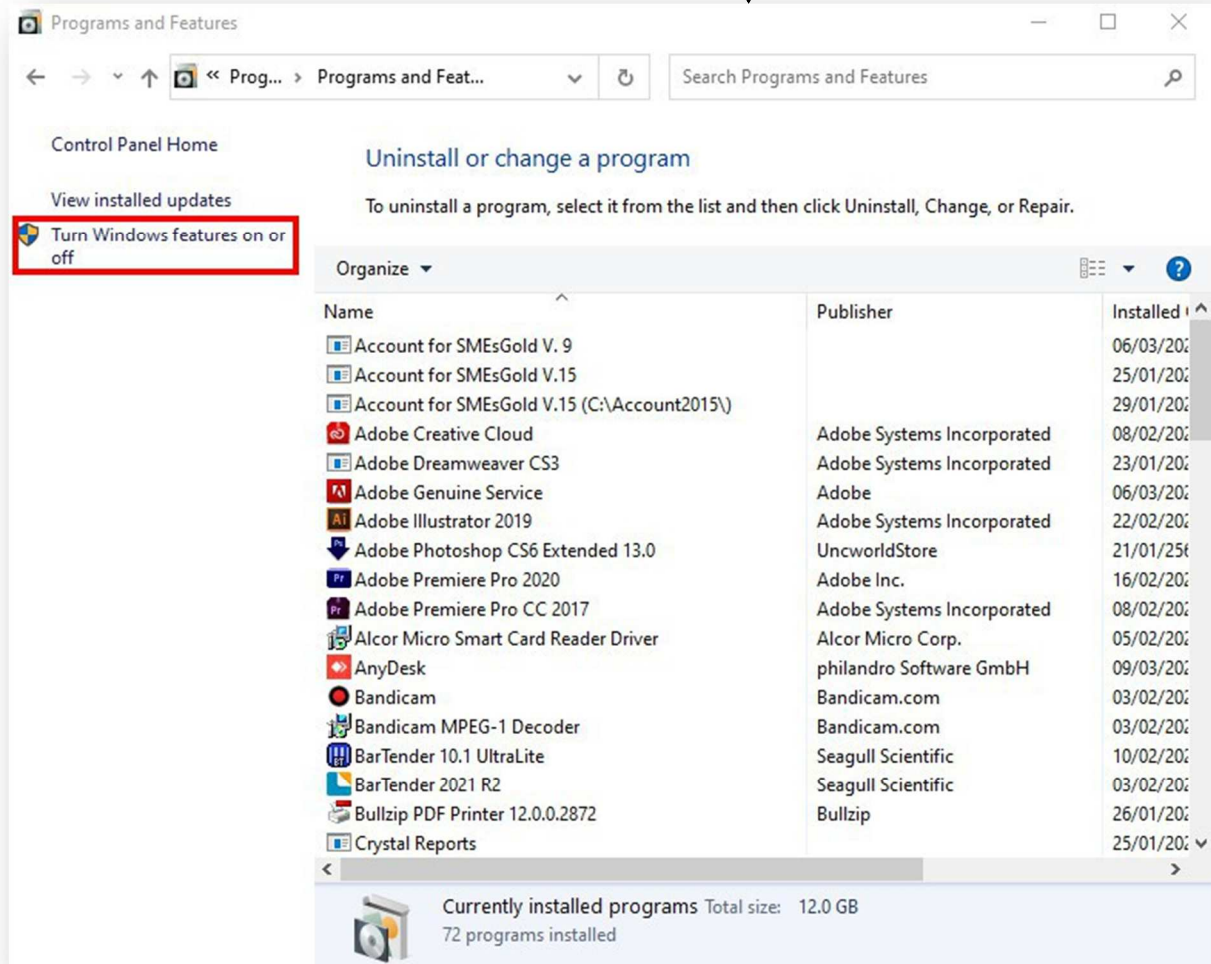 Programs and Features
« Prog... › Programs and Feat...
Search Programs and Features
Control Panel Home
View installed updates
Turn Windows features on or
off
Uninstall or change a program
To uninstall a program, select it from the list and then click Uninstall, Change, or Repair.
Organize
?
Name Publisher Installed
Account for SMEsGold V. 9 06/03/202
Account for SMEsGold V.15 25/01/202
Account for SMEsGold V.15 (C:\Account2015\) 29/01/202
Adobe Creative Cloud Adobe Systems Incorporated 08/02/202
Adobe Dreamweaver CS3 Adobe Systems Incorporated 23/01/202
Adobe Genuine Service Adobe 06/03/202
Ai Adobe Illustrator 2019 Adobe Systems Incorporated 22/02/202
Ps Adobe Photoshop CS6 Extended 13.0 UncworldStore 21/01/256
Pr Adobe Premiere Pro 2020 Adobe Inc. 16/02/202
Pr Adobe Premiere Pro CC 2017 Adobe Systems Incorporated 08/02/202
Alcor Micro Smart Card Reader Driver Alcor Micro Corp. 05/02/202
AnyDesk philandro Software GmbH 09/03/202
Bandicam Bandicam.com 03/02/202
Bandicam MPEG-1 Decoder Bandicam.com 03/02/202
BT BarTender 10.1 UltraLite Seagull Scientific 10/02/202
BarTender 2021 R2 Seagull Scientific 03/02/202
Bullzip PDF Printer 12.0.0.2872 Bullzip 26/01/202
Crystal Reports 25/01/202
Currently installed programs Total size: 12.0 GB
72 programs installed